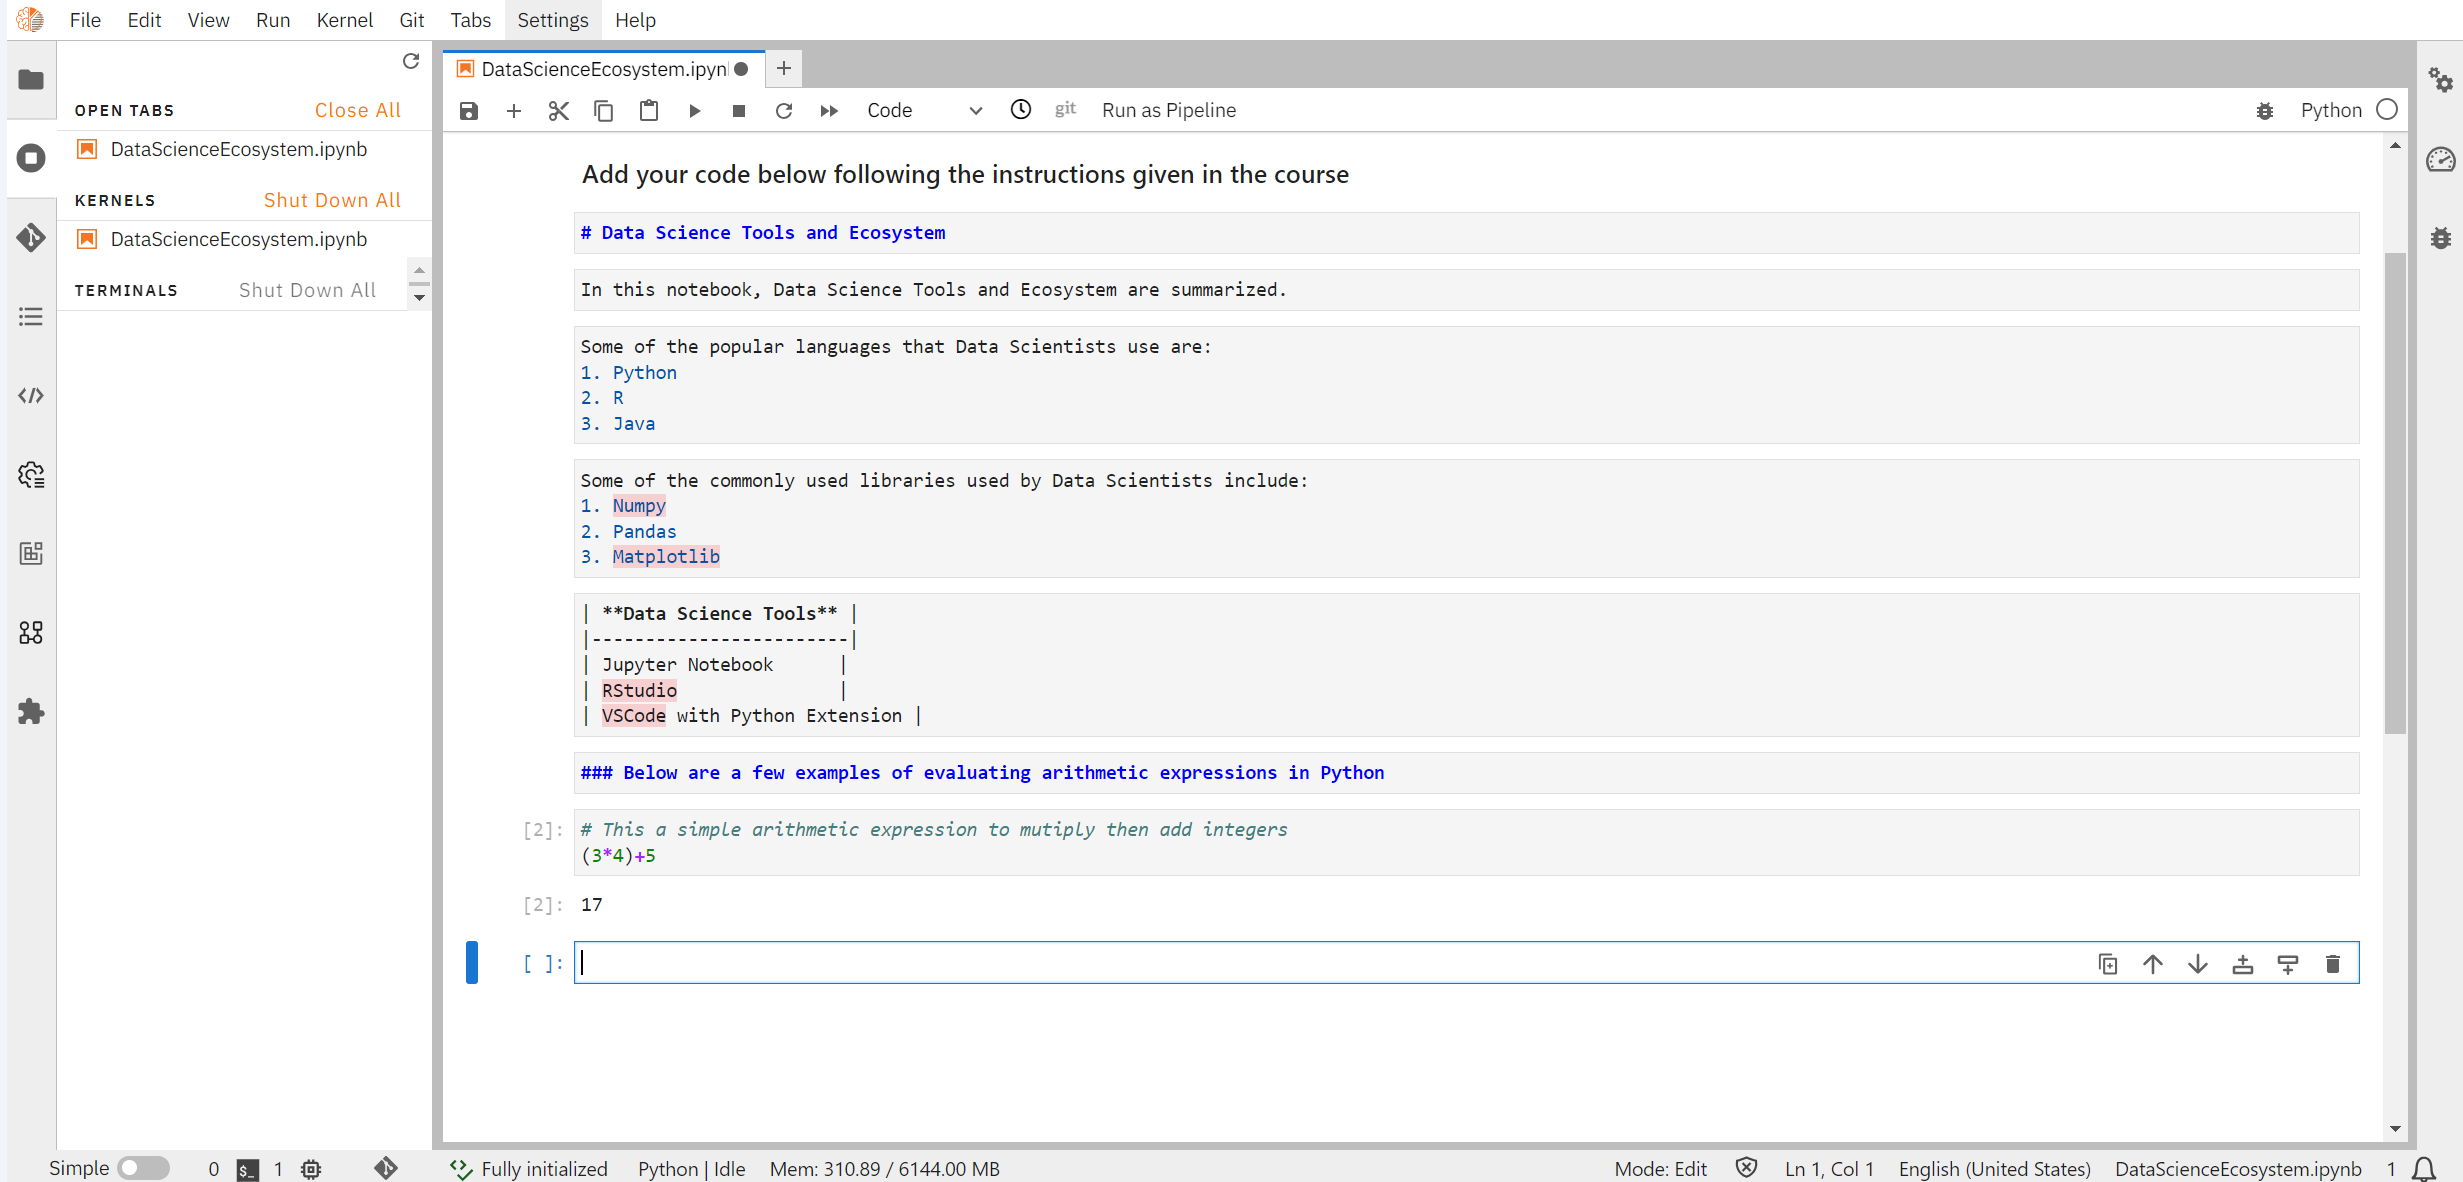 File Edit View Run Kernel Git Tabs Settings Help
OPEN TABS Close All
DataScienceEcosystem.ipynb
KERNELS Shut Down All
DataScienceEcosystem.ipynb
TERMINALS Shut Down All
DataScienceEcosystem.ipyn
Code git Run as Pipeline Python
Add your code below following the instructions given in the course
# Data Science Tools and Ecosystem
In this notebook, Data Science Tools and Ecosystem are summarized.
Some of the popular languages that Data Scientists use are:
1. Python
2. R
3. Java
Some of the commonly used libraries used by Data Scientists include:
1. Numpy
2. Pandas
3. Matplotlib
| **Data Science Tools** |
|------------------------|
| Jupyter Notebook      |
| RStudio               |
| VSCode with Python Extension |
### Below are a few examples of evaluating arithmetic expressions in Python
[2]: # This a simple arithmetic expression to mutiply then add integers
(3*4)+5
[2]: 17
[ ]:
Simple 0 $_ 1 Fully initialized Python | Idle Mem: 310.89 / 6144.00 MB Mode: Edit Ln 1, Col 1 English (United States) DataScienceEcosystem.ipynb 1